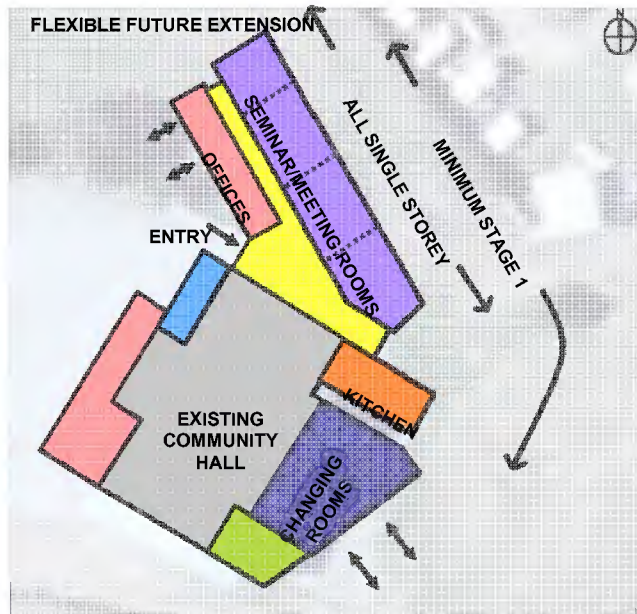 FLEXIBLE FUTURE EXTENSION
N
SEMINAR/MEETING ROOMS
ALL SINGLE STOREY
MINIMUM STAGE 1
OFFICES
ENTRY
KITCHEN
EXISTING
COMMUNITY
HALL
CHANGING
ROOMS